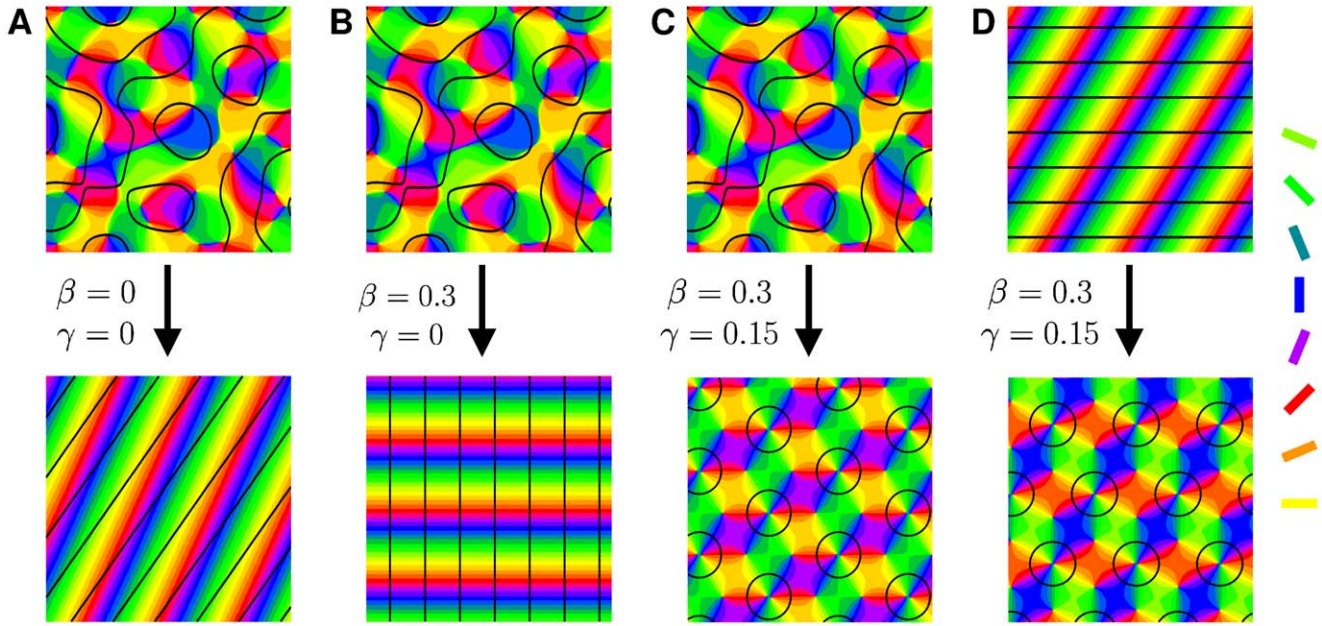 A
B
C
D
β = 0
γ = 0
β = 0.3
γ = 0
β = 0.3
γ = 0.15
β = 0.3
γ = 0.15